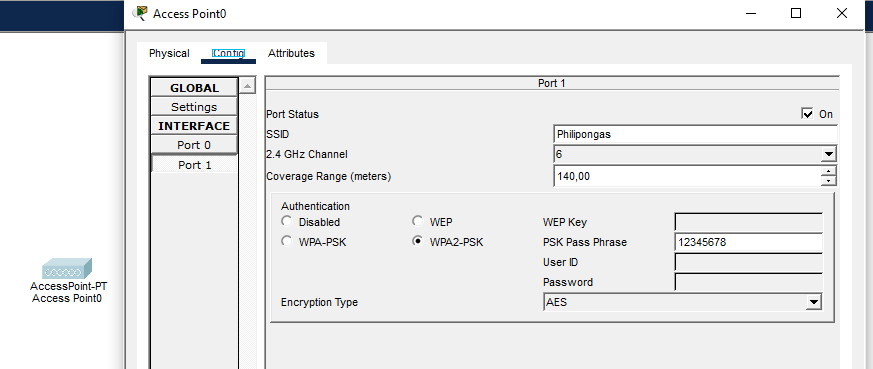 Access Point0
Physical Config Attributes
GLOBAL
Settings
INTERFACE
Port 0
Port 1
Port 1
Port Status On
SSID Philipongas
2.4 GHz Channel 6
Coverage Range (meters) 140,00
Authentication
Disabled WEP WEP Key
WPA-PSK WPA2-PSK PSK Pass Phrase 12345678
User ID
Password
Encryption Type AES
AccessPoint-PT
Access Point0